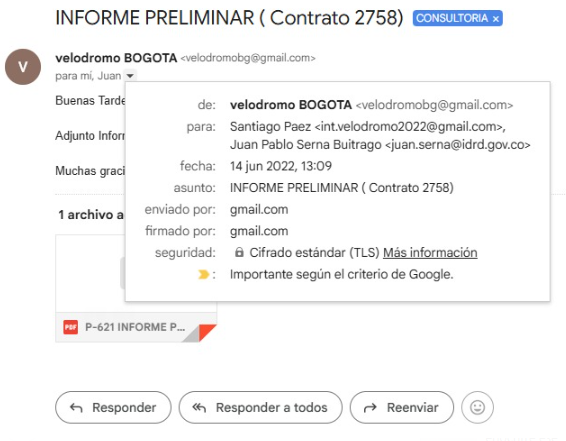 INFORME PRELIMINAR ( Contrato 2758) CONSULTORIA x
V
velodromo BOGOTA <velodromobg@gmail.com>
para mí, Juan
Buenas Tarde
Adjunto Infor
Muchas graci
de: velodromo BOGOTA <velodromobg@gmail.com>
para: Santiago Paez <int.velodromo2022@gmail.com>,
Juan Pablo Serna Buitrago <juan.serna@idrd.gov.co>
fecha: 14 jun 2022, 13:09
asunto: INFORME PRELIMINAR ( Contrato 2758)
enviado por: gmail.com
firmado por: gmail.com
seguridad: Cifrado estándar (TLS) Más información
: Importante según el criterio de Google.
1 archivo a
PDF P-621 INFORME P...
Responder
Responder a todos
Reenviar